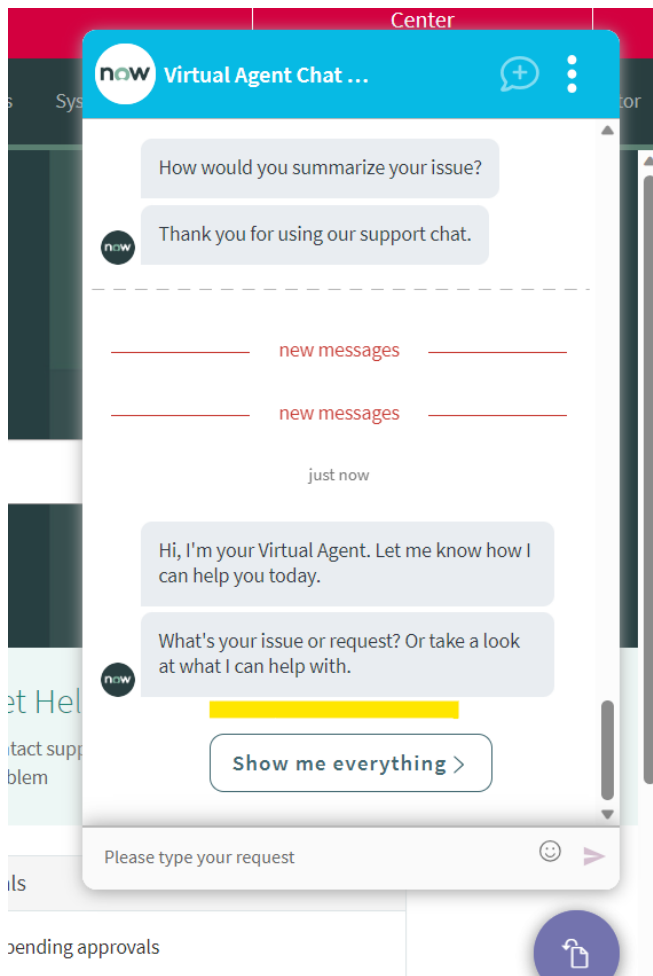 Center
now
Virtual Agent Chat ...
Sys
tor
How would you summarize your issue?
Thank you for using our support chat.
now
new messages
new messages
just now
Hi, I'm your Virtual Agent. Let me know how I
can help you today.
What's your issue or request? Or take a look
at what I can help with.
now
et Hel
ntact supp
blem
Show me everything >
Please type your request
als
pending approvals